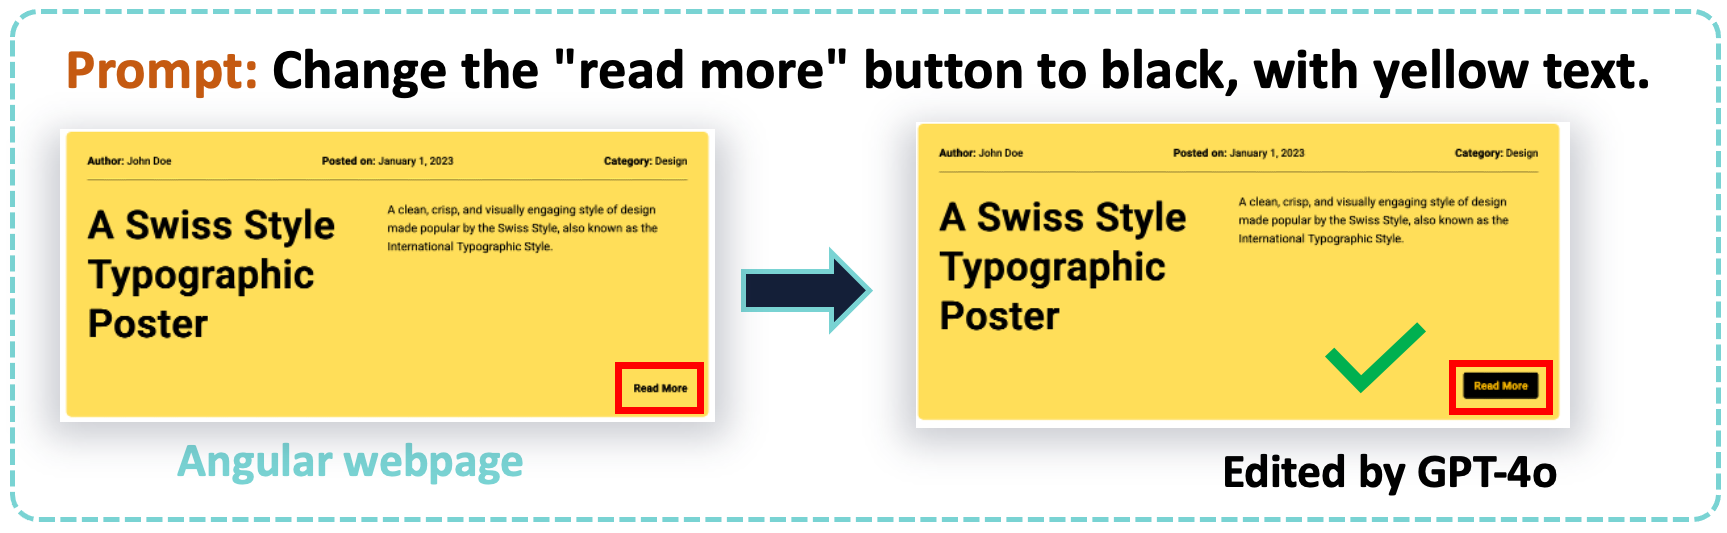 Prompt: Change the "read more" button to black, with yellow text.
Author: John Doe Posted on: January 1, 2023 Category: Design
A Swiss Style
Typographic
Poster
A clean, crisp, and visually engaging style of design
made popular by the Swiss Style, also known as the
International Typographic Style.
Read More
Angular webpage
Author: John Doe Posted on: January 1, 2023 Category: Design
A Swiss Style
Typographic
Poster
A clean, crisp, and visually engaging style of design
made popular by the Swiss Style, also known as the
International Typographic Style.
Read More
Edited by GPT-4o